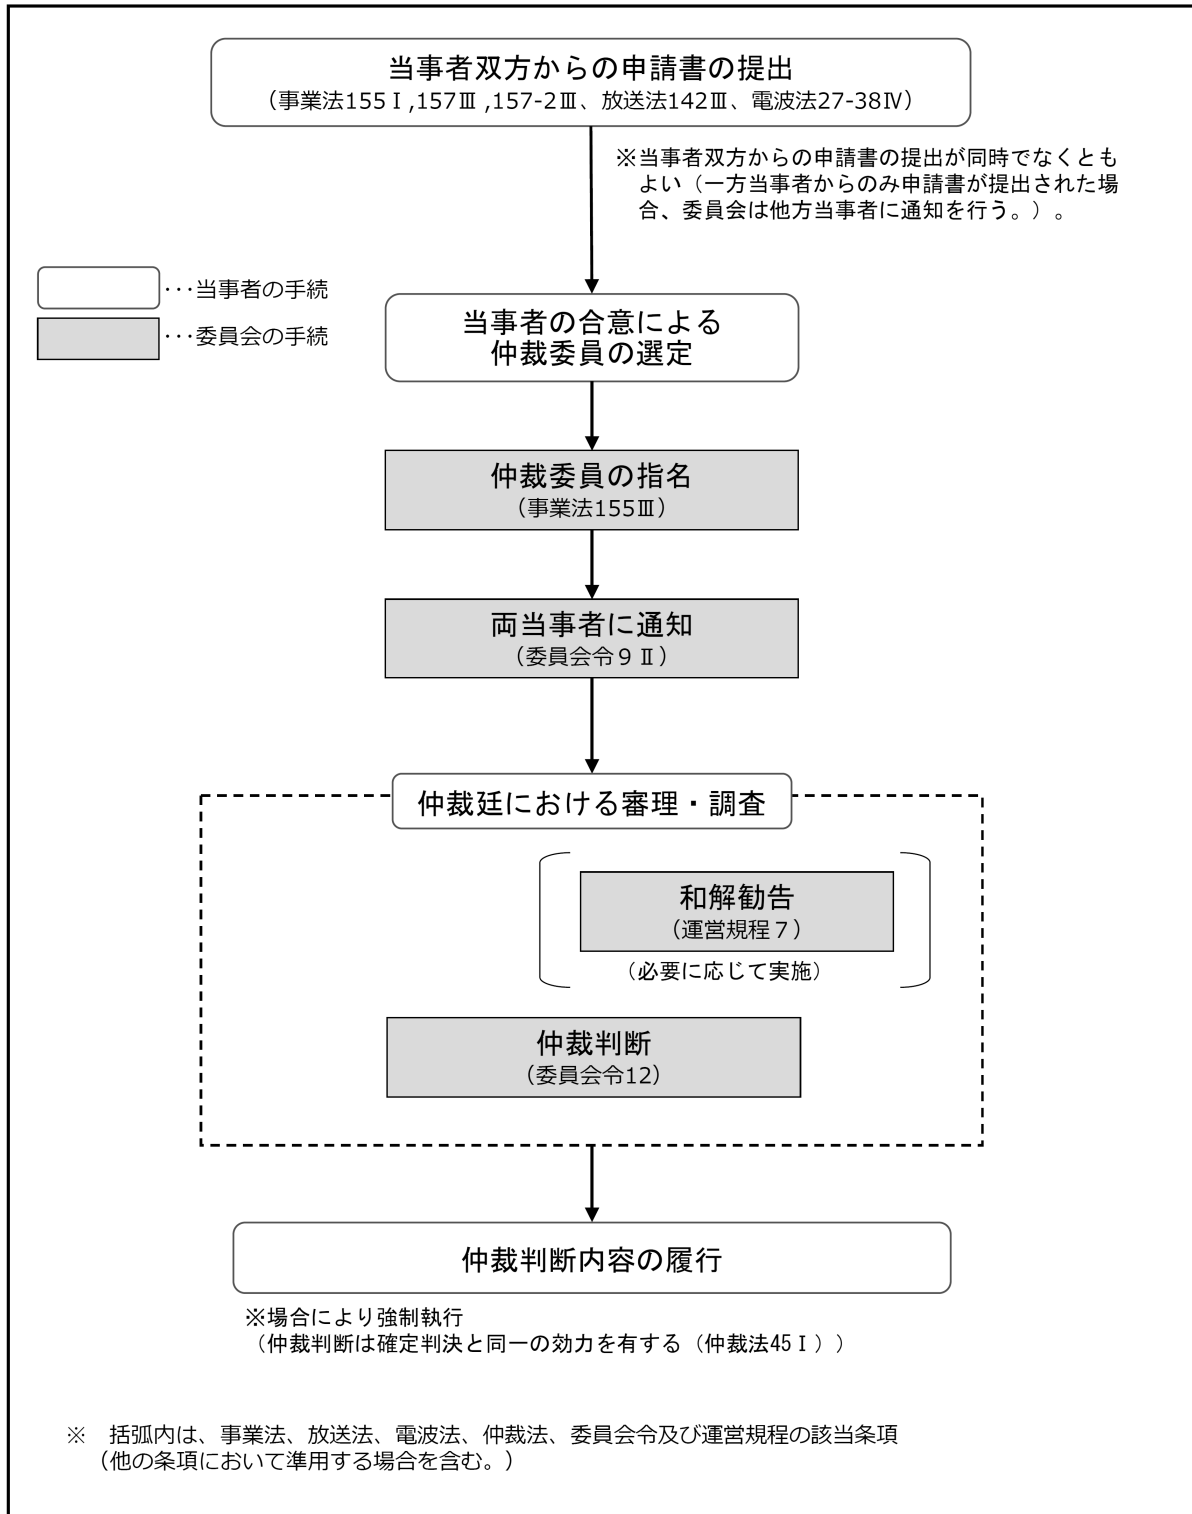 当事者双方からの申請書の提出
（事業法155Ⅰ,157Ⅲ,157-2Ⅲ、放送法142Ⅲ、電波法27-38Ⅳ）
※当事者双方からの申請書の提出が同時でなくとも
よい（一方当事者からのみ申請書が提出された場
合、委員会は他方当事者に通知を行う。）。
･･･当事者の手続
･･･委員会の手続
当事者の合意による
仲裁委員の選定
仲裁委員の指名
（事業法155Ⅲ）
両当事者に通知
（委員会令９Ⅱ）
仲裁廷における審理・調査
和解勧告
（運営規程７）
（必要に応じて実施）
仲裁判断
（委員会令12）
仲裁判断内容の履行
※場合により強制執行
（仲裁判断は確定判決と同一の効力を有する（仲裁法45Ⅰ））
※　括弧内は、事業法、放送法、電波法、仲裁法、委員会令及び運営規程の該当条項
（他の条項において準用する場合を含む。）